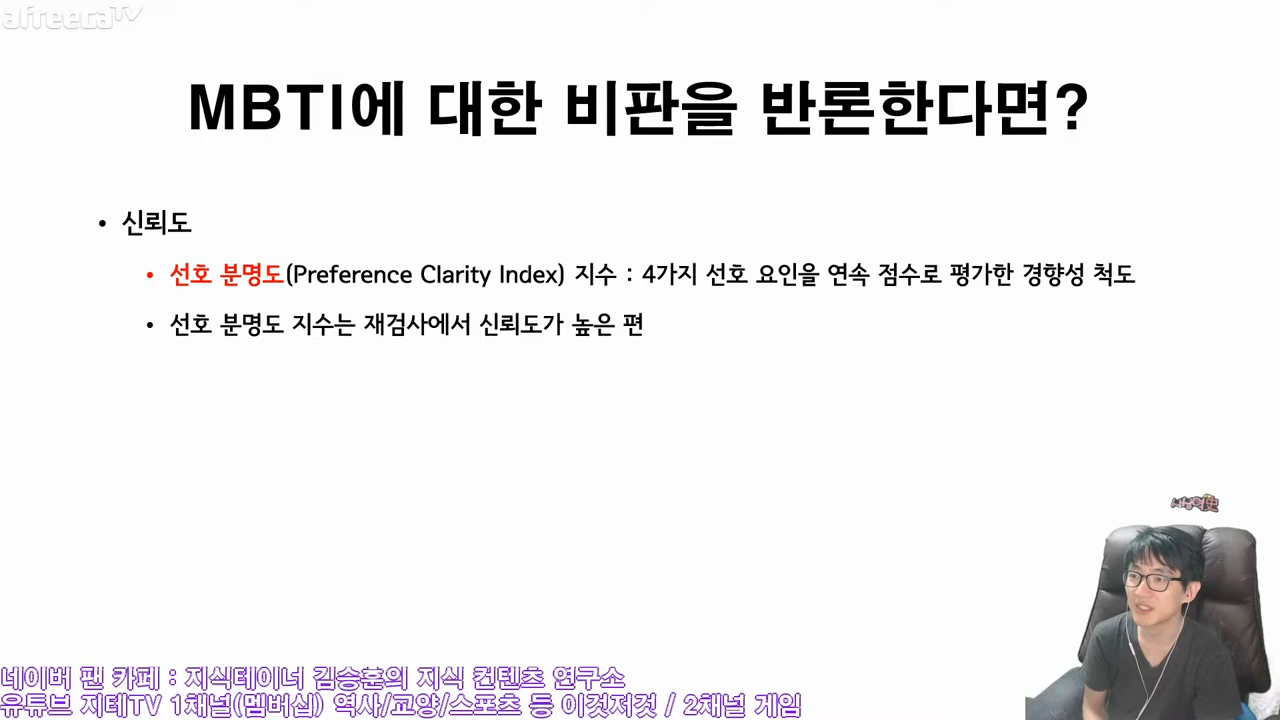 afreecaTV
MBTI에 대한 비판을 반론한다면?
• 신뢰도
• 선호 분명도(Preference Clarity Index) 지수 : 4가지 선호 요인을 연속 점수로 평가한 경향성 척도
• 선호 분명도 지수는 재검사에서 신뢰도가 높은 편
네이버 팬 카페 : 지식테이너 김승훈의 지식 컨텐츠 연구소
유튜브 지테TV 1채널(멤버십) 역사/교양/스포츠 등 이것저것 / 2채널 게임